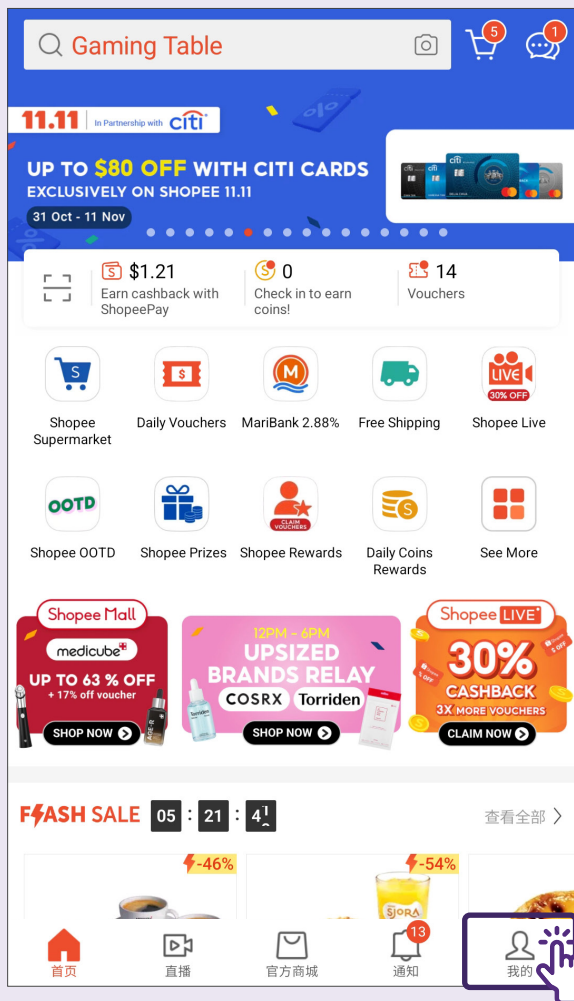 Gaming Table
5
1
11.11 In Partnership with citi
UP TO $80 OFF WITH CITI CARDS
EXCLUSIVELY ON SHOPEE 11.11
31 Oct - 11 Nov
$1.21
Earn cashback with
ShopeePay
0
Check in to earn
coins!
14
Vouchers
LIVE
30% OFF
Shopee
Supermarket
Daily Vouchers
MariBank 2.88%
Free Shipping
Shopee Live
OOTD
CLAIM
VOUCHERS
Shopee OOTD
Shopee Prizes
Shopee Rewards
Daily Coins
Rewards
See More
Shopee Mall
medicube
UP TO 63 % OFF
+ 17% off voucher
AGE-R
SHOP NOW
12PM – 6PM
UPSIZED
BRANDS RELAY
COSRX Torriden
Torriden
SHOP NOW
Shopee LIVE
30%
CASHBACK
3X MORE VOUCHERS
CLAIM NOW
FLASH SALE 05 : 21 :
查看全部
-46%
-54%
SJORA
首页
直播
官方商城
13
通知
我的